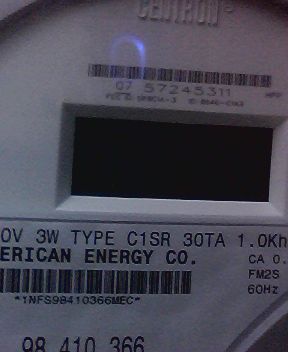 CENTRON
07 57245311
0V 3W TYPE C1SR 30TA 1.0Kh
ERICAN ENERGY CO.
CA 0.
FM2S
60Hz
*1NFS98410366MEC*
98 410 366